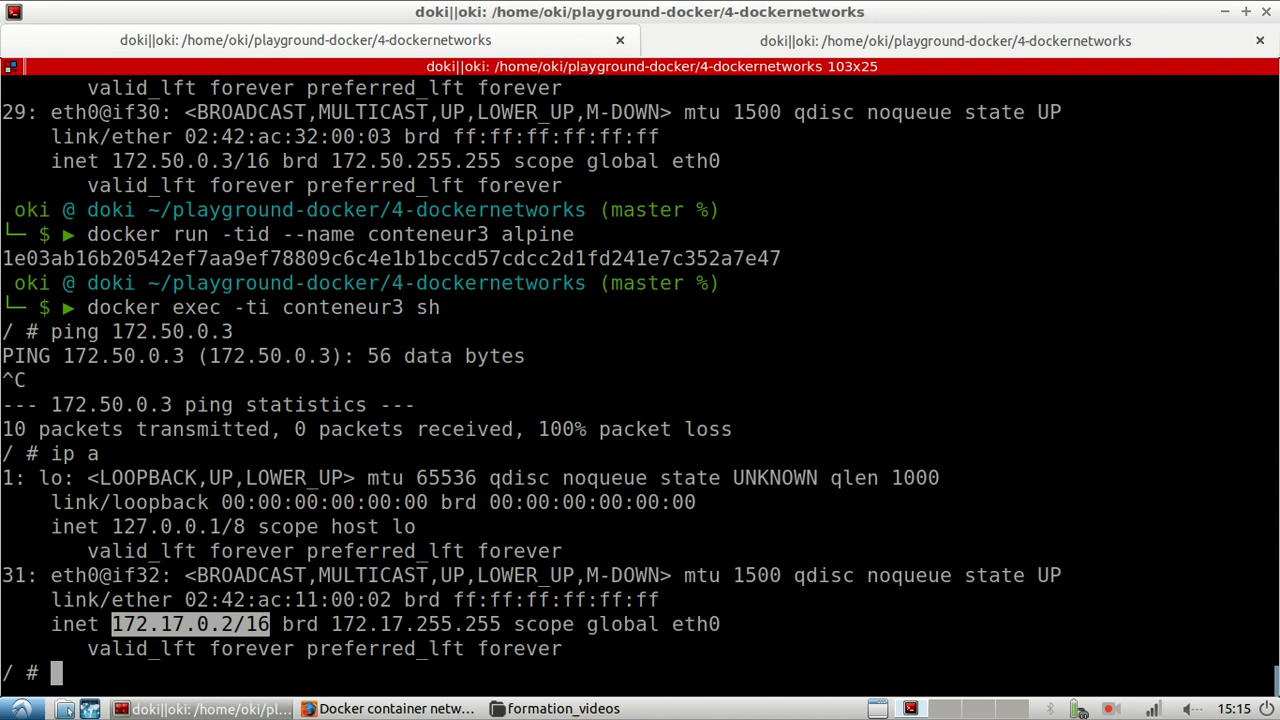 doki||oki: /home/oki/playground-docker/4-dockernetworks
doki||oki: /home/oki/playground-docker/4-dockernetworks
doki||oki: /home/oki/playground-docker/4-dockernetworks
doki||oki: /home/oki/playground-docker/4-dockernetworks 103x25
valid_lft forever preferred_lft forever
29: eth0@if30: <BROADCAST,MULTICAST,UP,LOWER_UP,M-DOWN> mtu 1500 qdisc noqueue state UP
link/ether 02:42:ac:32:00:03 brd ff:ff:ff:ff:ff:ff
inet 172.50.0.3/16 brd 172.50.255.255 scope global eth0
valid_lft forever preferred_lft forever
oki @ doki ~/playground-docker/4-dockernetworks (master %)
└─ $ ▶ docker run -tid --name conteneur3 alpine
1e03ab16b20542ef7aa9ef78809c6c4e1b1bccd57cdcc2d1fd241e7c352a7e47
oki @ doki ~/playground-docker/4-dockernetworks (master %)
└─ $ ▶ docker exec -ti conteneur3 sh
/ # ping 172.50.0.3
PING 172.50.0.3 (172.50.0.3): 56 data bytes
^C
--- 172.50.0.3 ping statistics ---
10 packets transmitted, 0 packets received, 100% packet loss
/ # ip a
1: lo: <LOOPBACK,UP,LOWER_UP> mtu 65536 qdisc noqueue state UNKNOWN qlen 1000
link/loopback 00:00:00:00:00:00 brd 00:00:00:00:00:00
inet 127.0.0.1/8 scope host lo
valid_lft forever preferred_lft forever
31: eth0@if32: <BROADCAST,MULTICAST,UP,LOWER_UP,M-DOWN> mtu 1500 qdisc noqueue state UP
link/ether 02:42:ac:11:00:02 brd ff:ff:ff:ff:ff:ff
inet 172.17.0.2/16 brd 172.17.255.255 scope global eth0
valid_lft forever preferred_lft forever
/ #
doki||oki: /home/oki/pl... Docker container netw... formation_videos 15:15